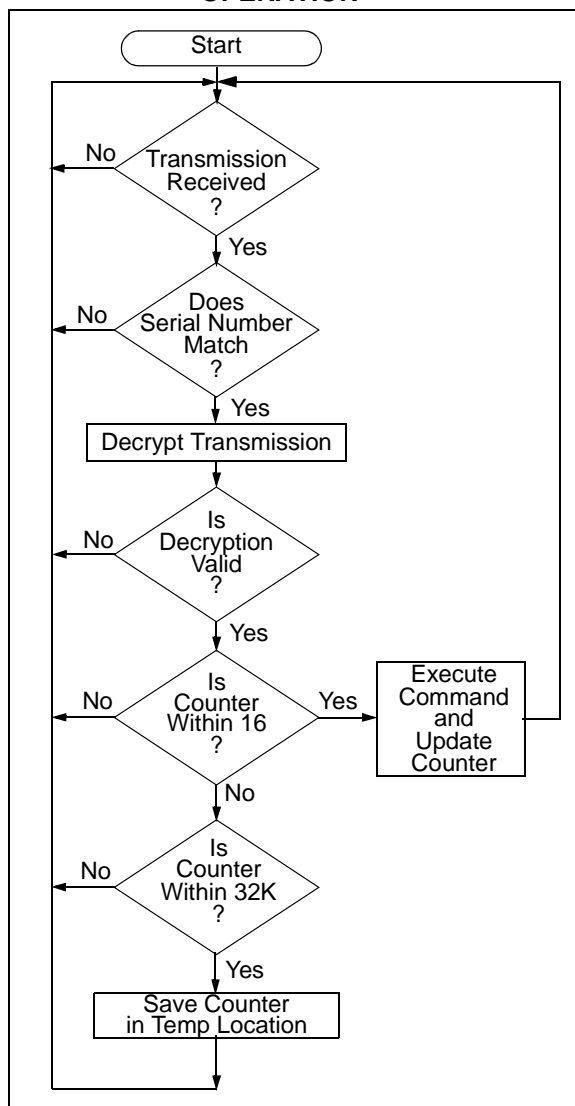 Start
No
Transmission
Received
?
Yes
No
Does
Serial Number
Match
?
Yes
Decrypt Transmission
No
Is
Decryption
Valid
?
Yes
No
Is
Counter
Within 16
?
Yes
Execute
Command
and
Update
Counter
No
No
Is
Counter
Within 32K
?
Yes
Save Counter
in Temp Location